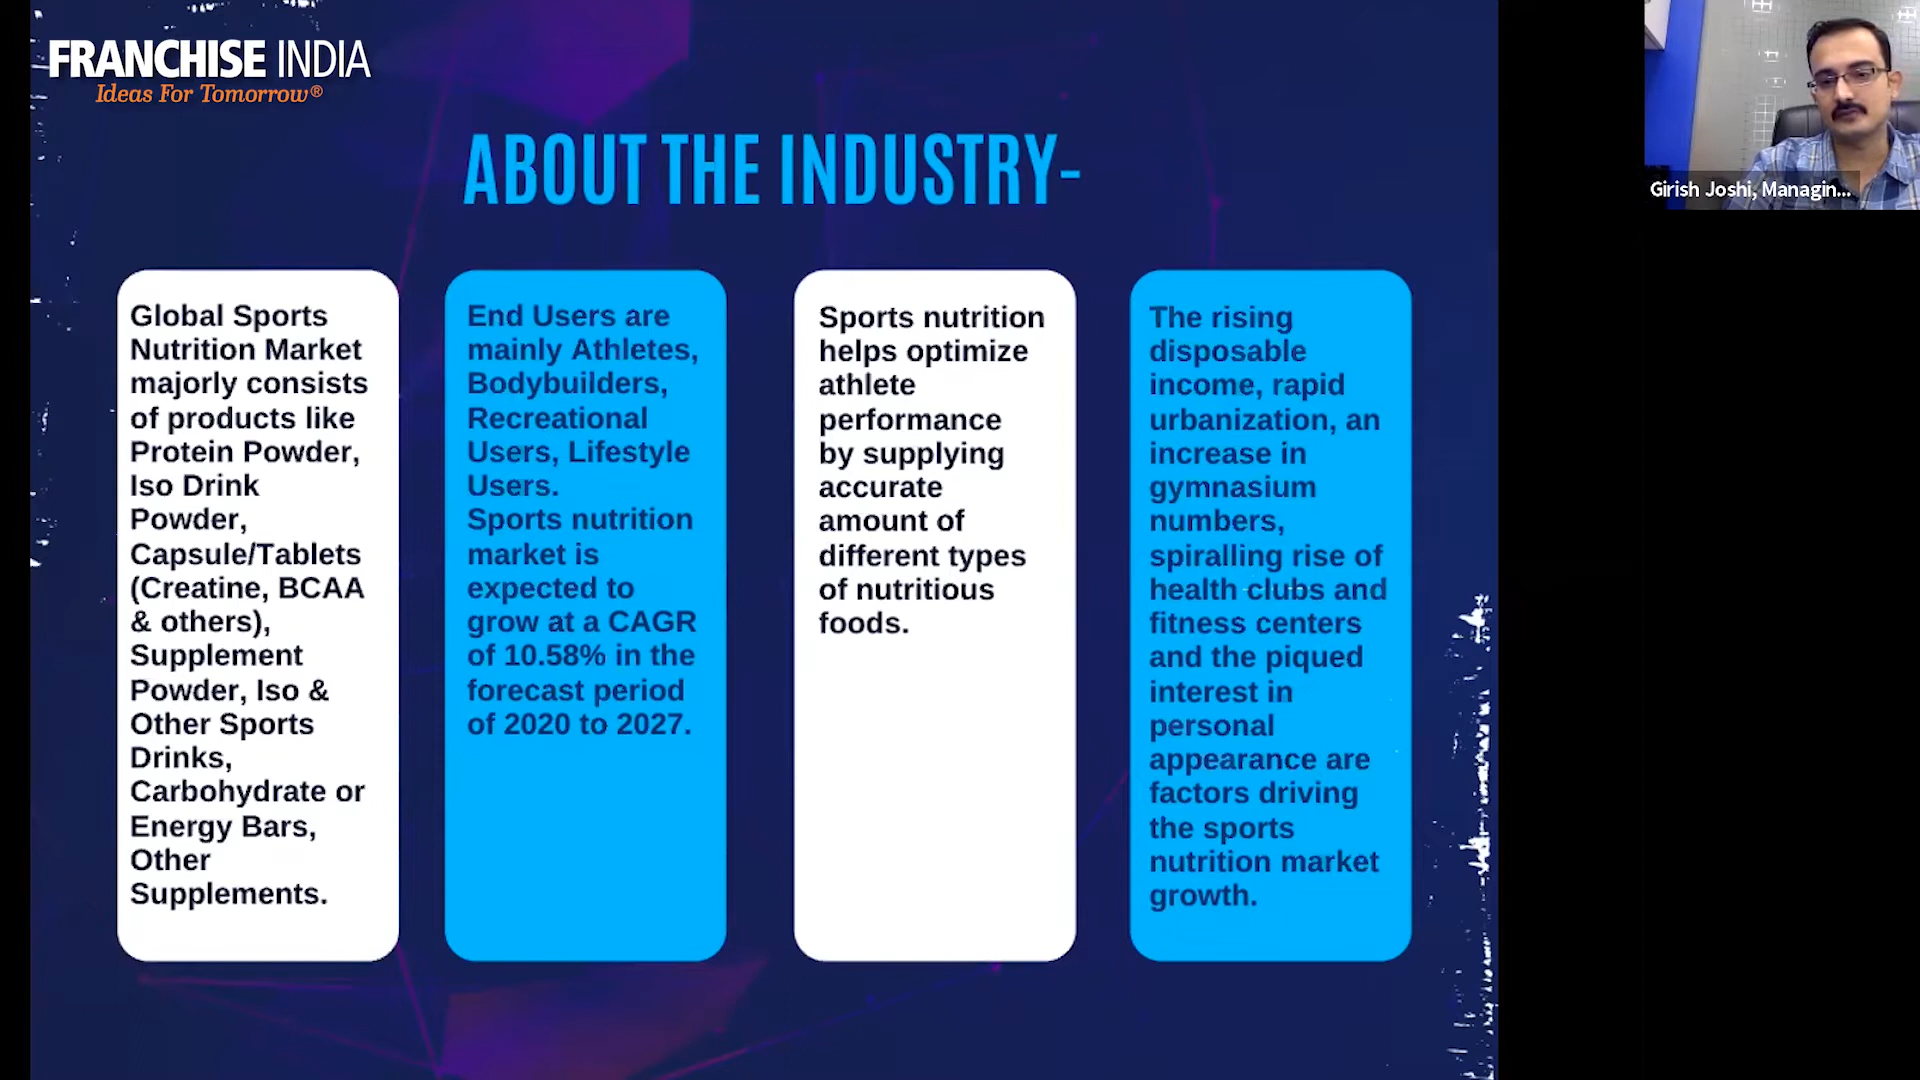 FRANCHISE INDIA
Ideas For Tomorrow®
ABOUT THE INDUSTRY-
Global Sports
Nutrition Market
majorly consists
of products like
Protein Powder,
Iso Drink
Powder,
Capsule/Tablets
(Creatine, BCAA
& others),
Supplement
Powder, Iso &
Other Sports
Drinks,
Carbohydrate or
Energy Bars,
Other
Supplements.
End Users are
mainly Athletes,
Bodybuilders,
Recreational
Users, Lifestyle
Users.
Sports nutrition
market is
expected to
grow at a CAGR
of 10.58% in the
forecast period
of 2020 to 2027.
Sports nutrition
helps optimize
athlete
performance
by supplying
accurate
amount of
different types
of nutritious
foods.
The rising
disposable
income, rapid
urbanization, an
increase in
gymnasium
numbers,
spiralling rise of
health clubs and
fitness centers
and the piqued
interest in
personal
appearance are
factors driving
the sports
nutrition market
growth.
Girish Joshi, Managin...